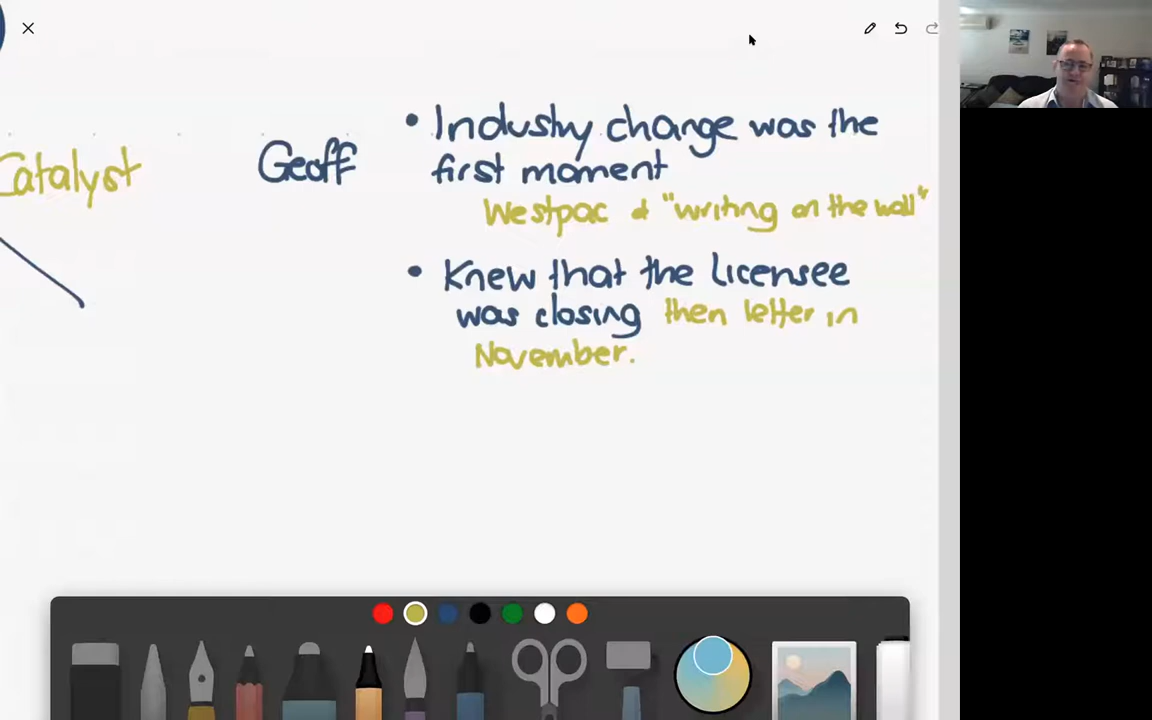 Catalyst
Geoff
• Industry change was the
first moment
Westpac & "writing on the wall"
• Knew that the licensee
was closing then letter in
November.